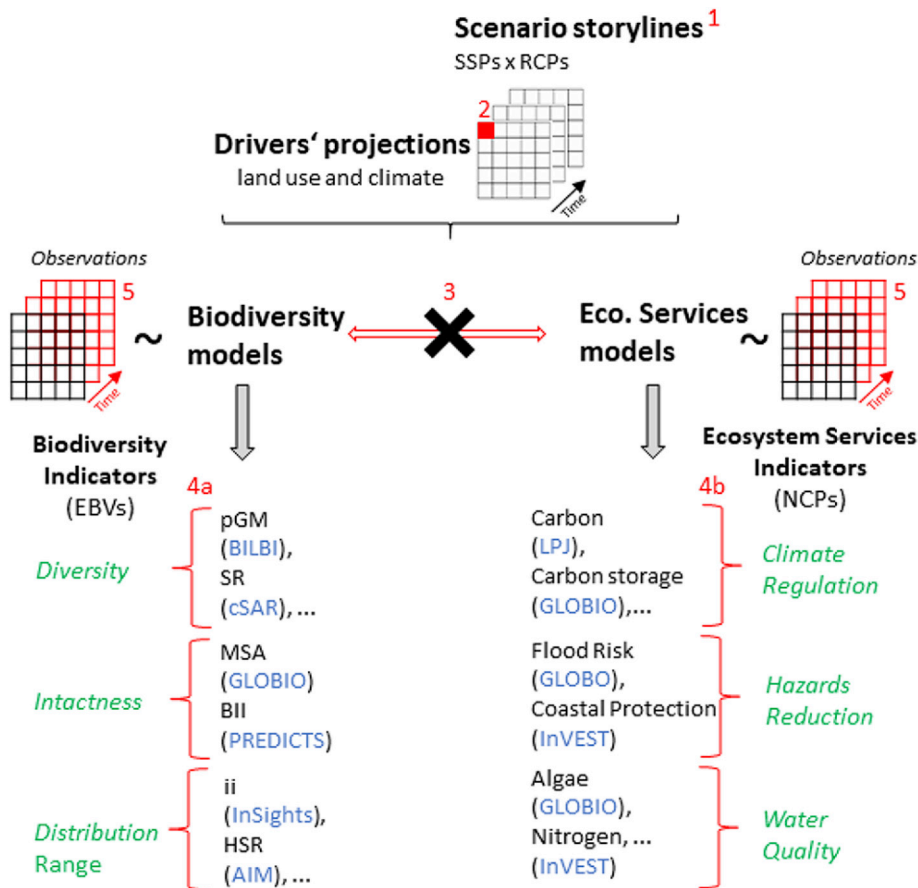 Scenario storylines 1
SSPs x RCPs
2
Drivers‘ projections
land use and climate
Time
Observations
5
Time
~
Biodiversity
models
3
Eco. Services
models
~
Observations
5
Time
Biodiversity
Indicators
(EBVs)
Ecosystem Services
Indicators
(NCPs)
4a
Diversity
pGM
(BILBI),
SR
(cSAR), ...
Intactness
MSA
(GLOBIO)
BII
(PREDICTS)
Distribution
Range
ii
(InSights),
HSR
(AIM), ...
4b
Carbon
(LPJ),
Carbon storage
(GLOBIO),...
Climate
Regulation
Flood Risk
(GLOBO),
Coastal Protection
(InVEST)
Hazards
Reduction
Algae
(GLOBIO),
Nitrogen, ...
(InVEST)
Water
Quality